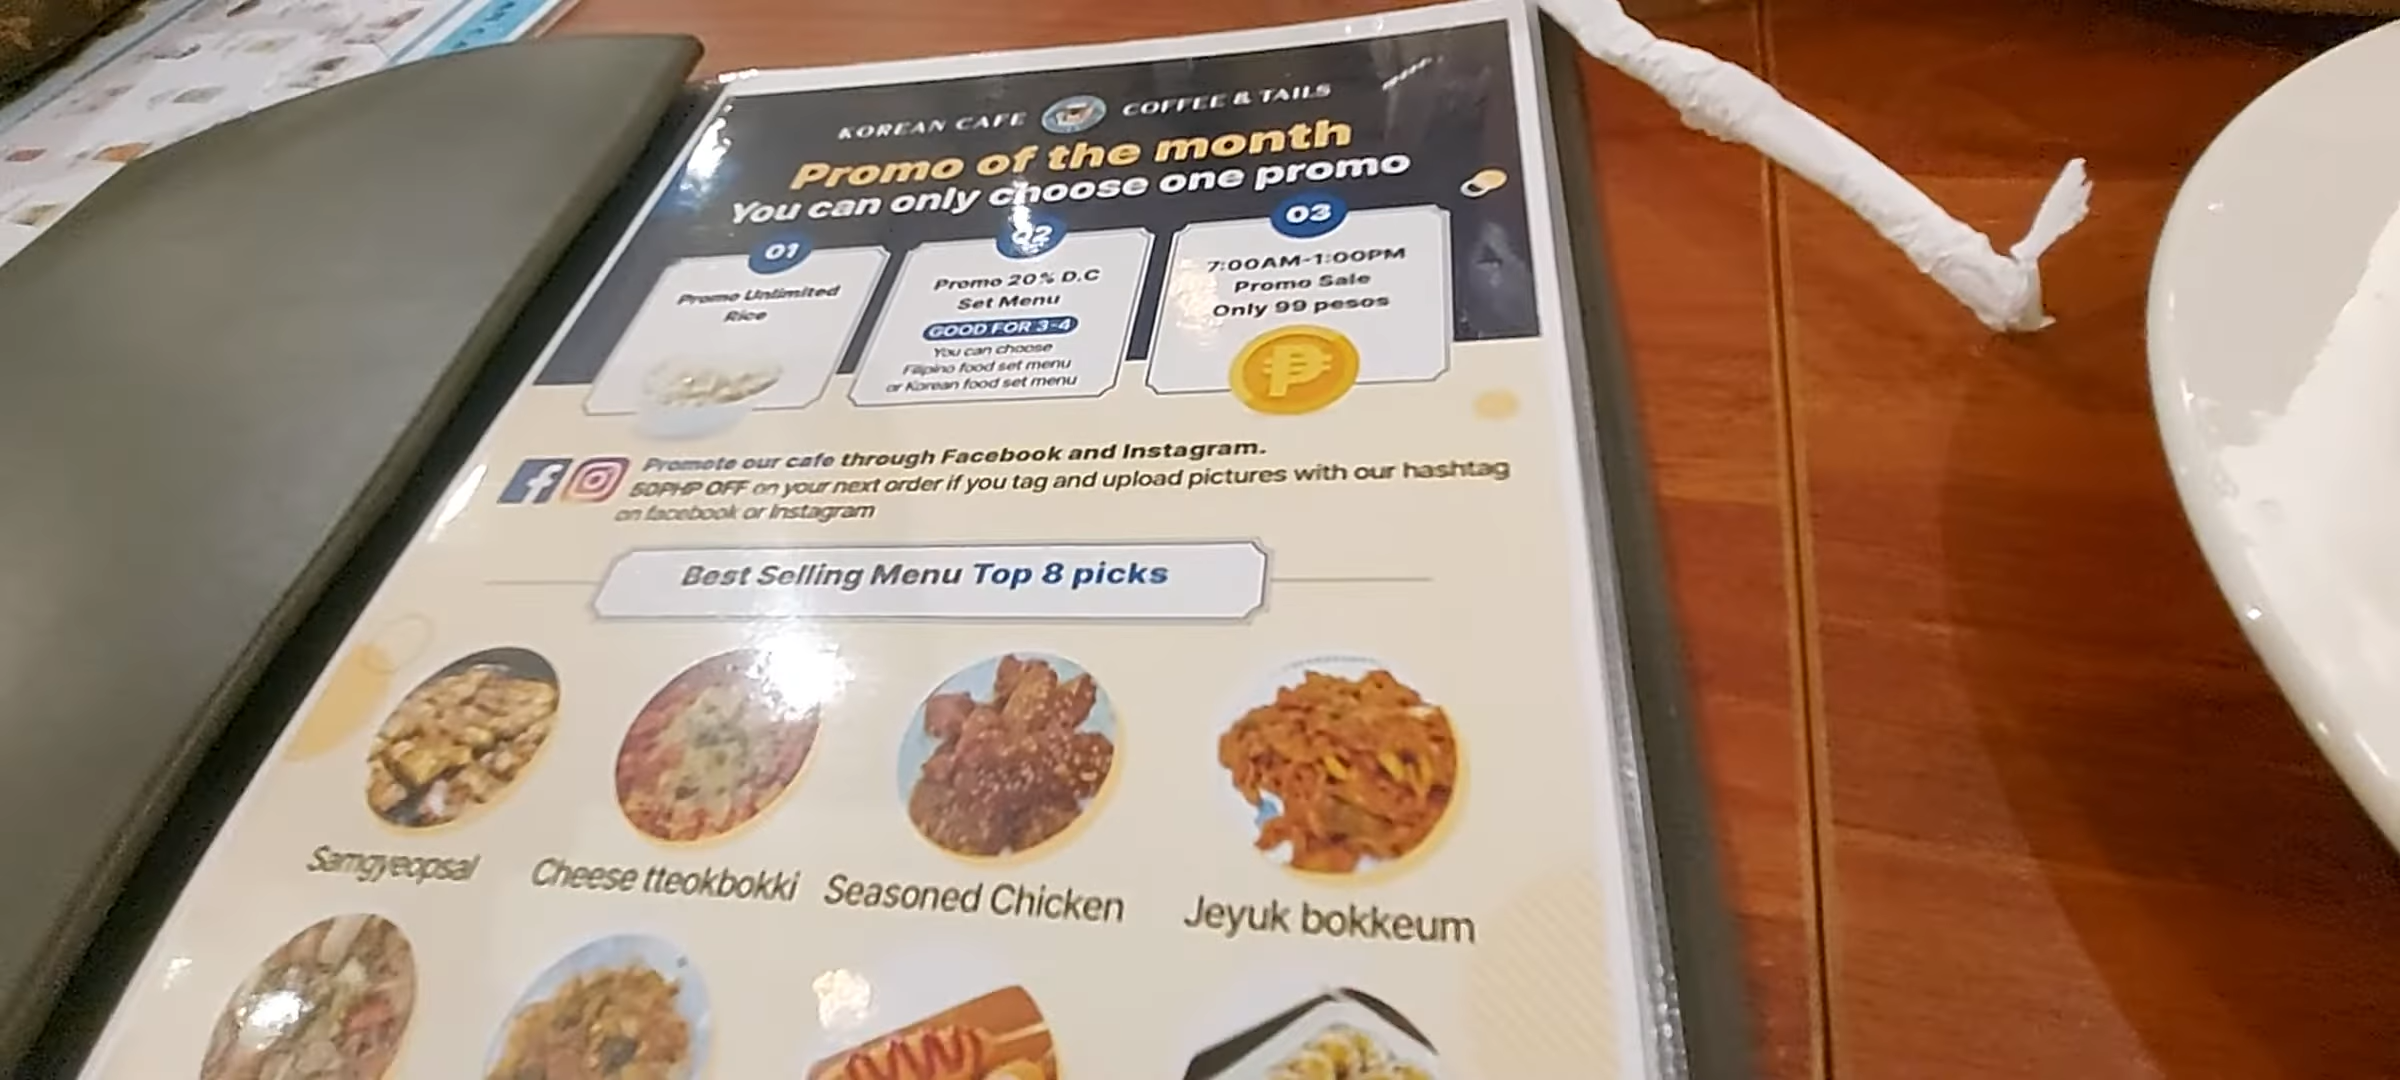 KOREAN CAFE COFFEE & TAILS
Promo of the month
You can only choose one promo
01
Promo Unlimited
Rice
02
Promo 20% D.C
Set Menu
GOOD FOR 3-4
You can choose
Filipino food set menu
or Korean food set menu
03
7:00AM-1:00PM
Promo Sale
Only 99 pesos
Promote our cafe through Facebook and Instagram.
50PHP OFF on your next order if you tag and upload pictures with our hashtag
on facebook or Instagram
Best Selling Menu Top 8 picks
Samgyeopsal
Cheese tteokbokki
Seasoned Chicken
Jeyuk bokkeum